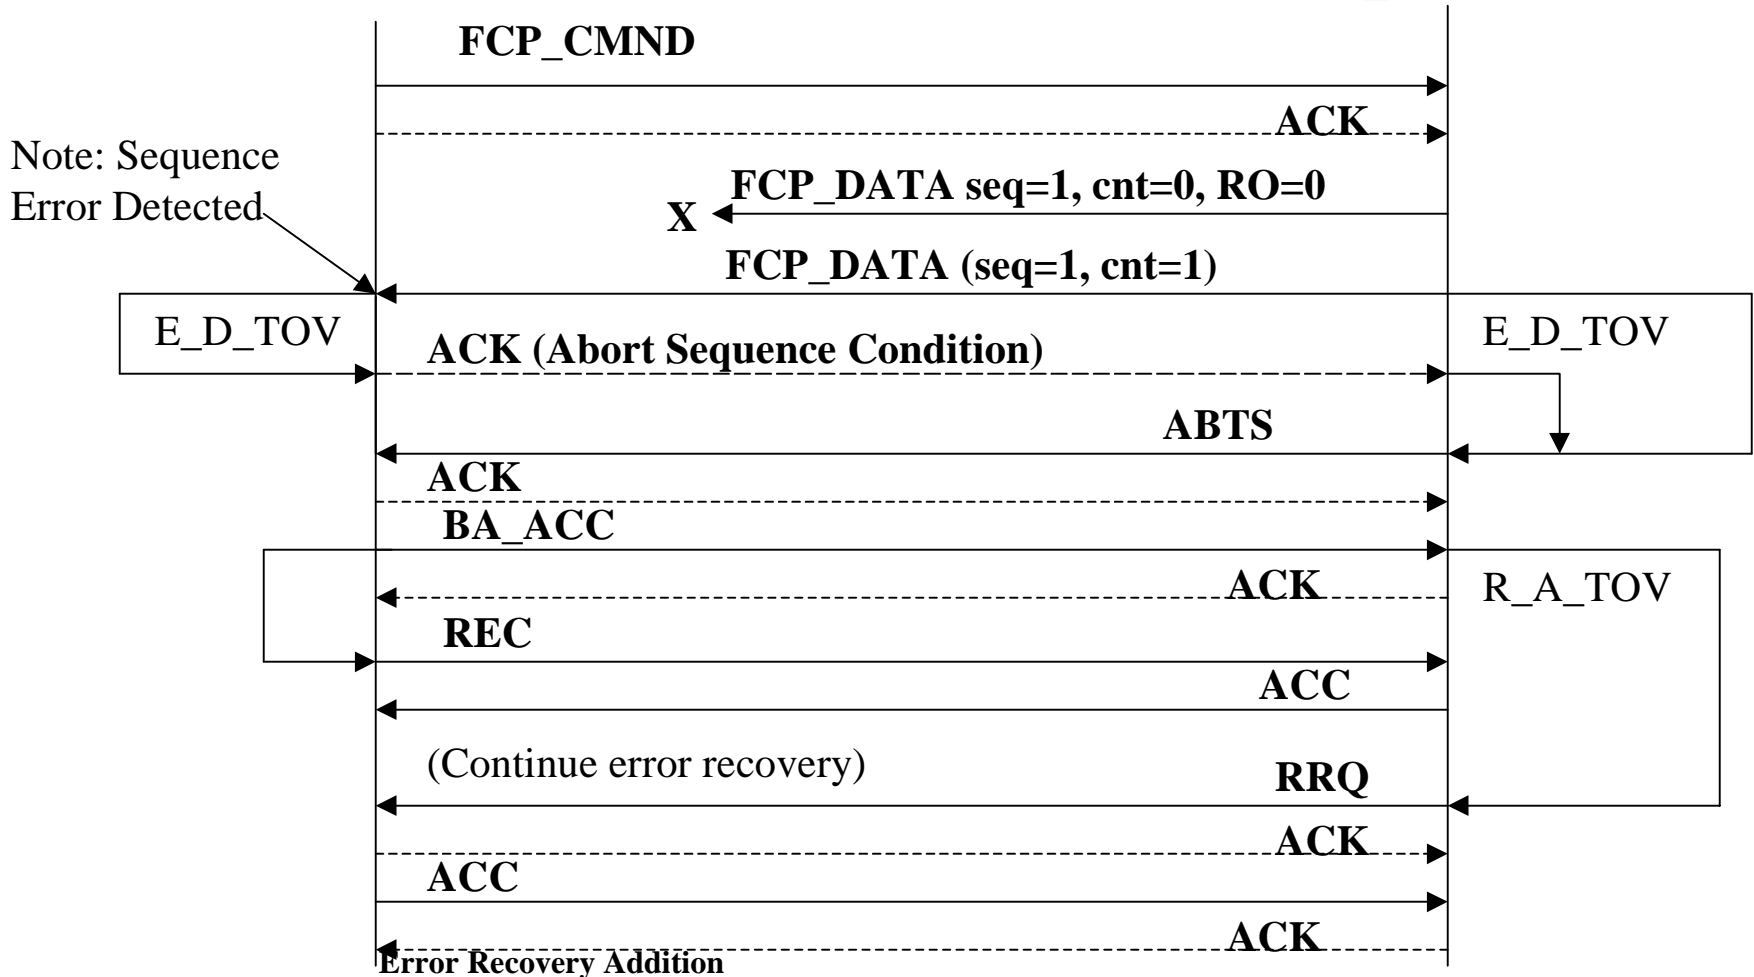 FCP_CMND
ACK
Note: Sequence
Error Detected
FCP_DATA seq=1, cnt=0, RO=0
X
FCP_DATA (seq=1, cnt=1)
E_D_TOV
E_D_TOV
ACK (Abort Sequence Condition)
ABTS
ACK
BA_ACC
ACK
R_A_TOV
REC
ACC
(Continue error recovery)
RRQ
ACK
ACC
ACK
Error Recovery Addition